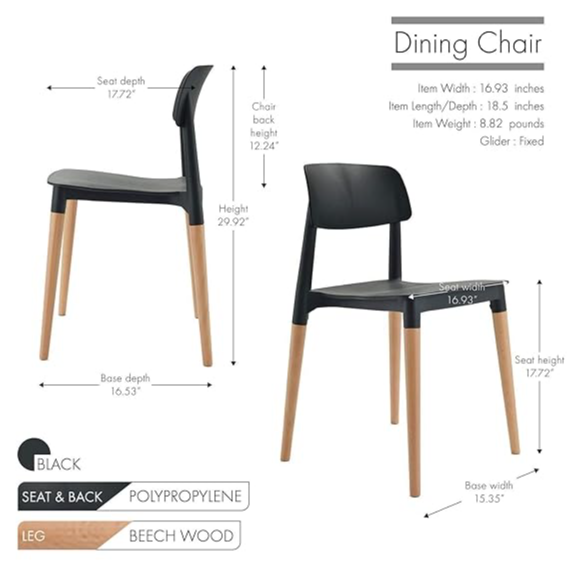 Dining Chair
Item Width : 16.93 inches
Item Length/Depth : 18.5 inches
Item Weight : 8.82 pounds
Glider : Fixed
Seat depth
17.72"
Chair
back
height
12.24"
Height
29.92"
Base depth
16.53"
Seat width
16.93"
Seat height
17.72"
Base width
15.35"
BLACK
SEAT & BACK POLYPROPYLENE
LEG BEECH WOOD